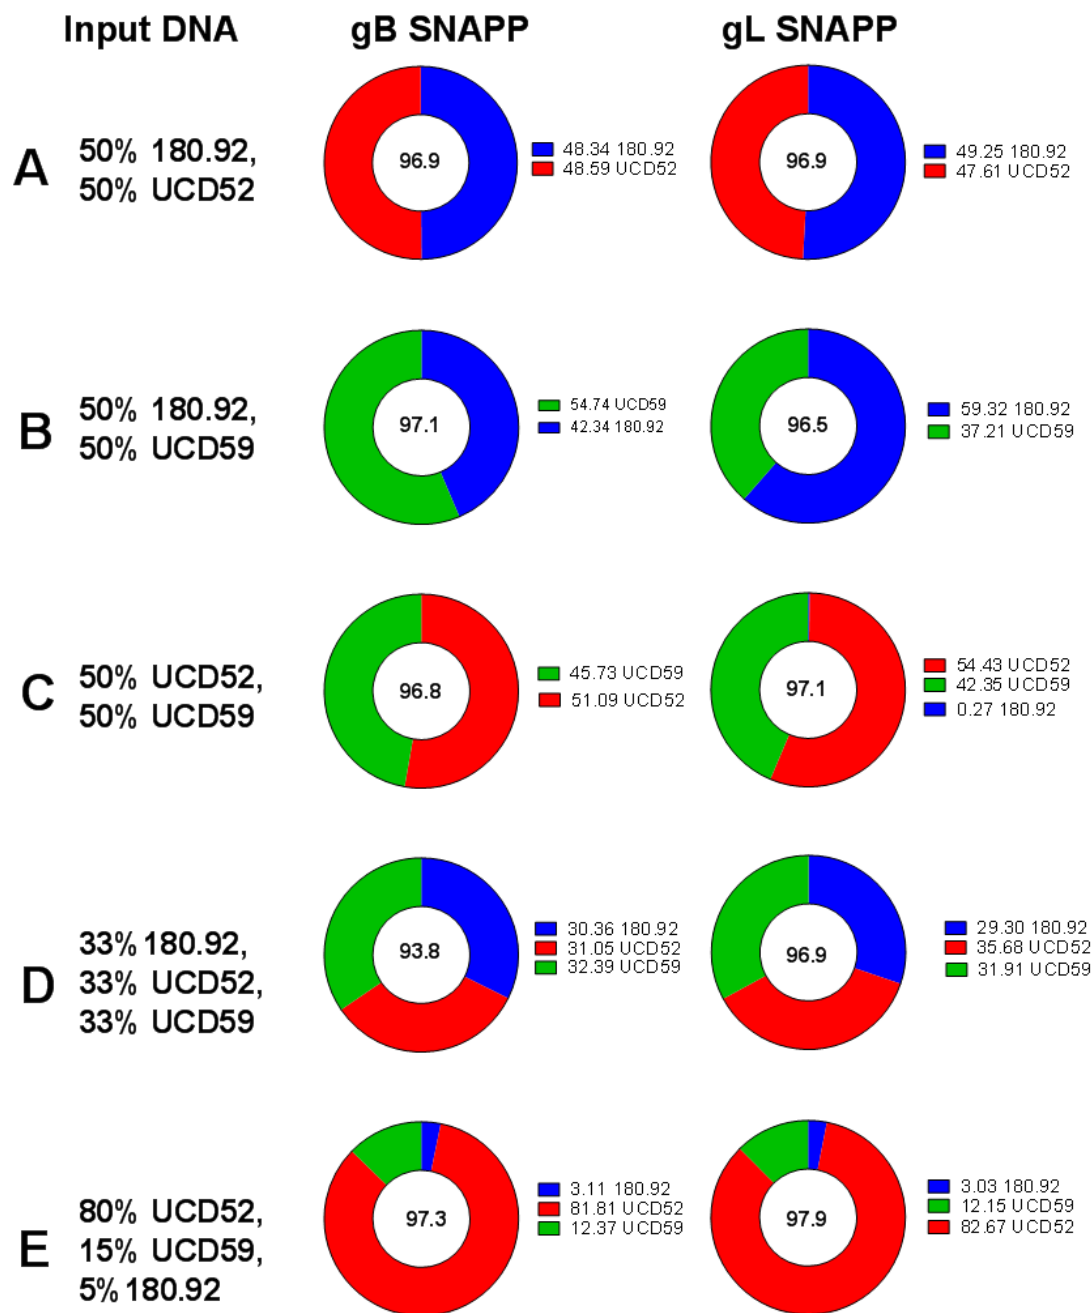 Input DNA gB SNAPP gL SNAPP
A
50% 180.92,
50% UCD52
96.9
48.34 180.92
48.59 UCD52
96.9
49.25 180.92
47.61 UCD52
B
50% 180.92,
50% UCD59
97.1
54.74 UCD59
42.34 180.92
96.5
59.32 180.92
37.21 UCD59
C
50% UCD52,
50% UCD59
96.8
45.73 UCD59
51.09 UCD52
97.1
54.43 UCD52
42.35 UCD59
0.27 180.92
D
33% 180.92,
33% UCD52,
33% UCD59
93.8
30.36 180.92
31.05 UCD52
32.39 UCD59
96.9
29.30 180.92
35.68 UCD52
31.91 UCD59
E
80% UCD52,
15% UCD59,
5% 180.92
97.3
3.11 180.92
81.81 UCD52
12.37 UCD59
97.9
3.03 180.92
12.15 UCD59
82.67 UCD52